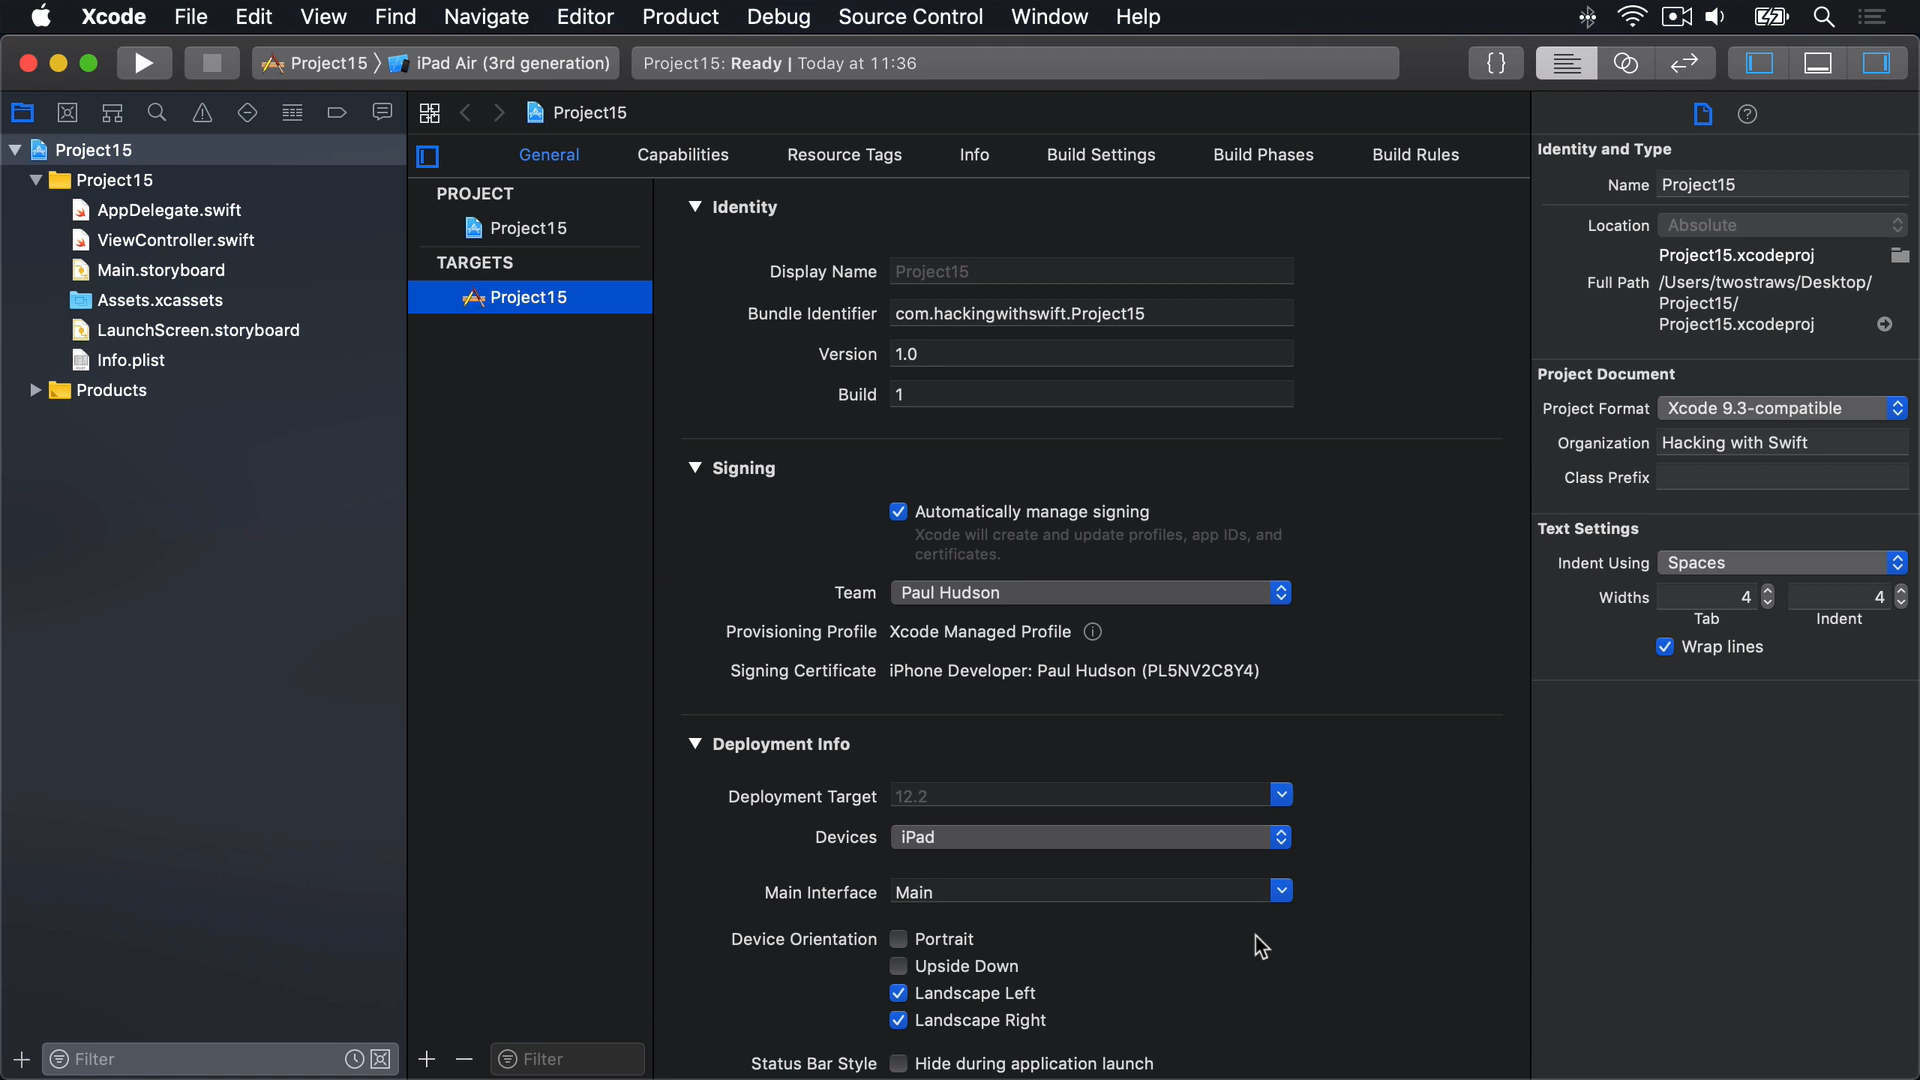 Xcode File Edit View Find Navigate Editor Product Debug Source Control Window Help
Project15 iPad Air (3rd generation)
Project15: Ready | Today at 11:36
{}
Project15
Project15
AppDelegate.swift
ViewController.swift
Main.storyboard
Assets.xcassets
LaunchScreen.storyboard
Info.plist
Products
Filter
Project15
General Capabilities Resource Tags Info Build Settings Build Phases Build Rules
PROJECT
Project15
TARGETS
Project15
Filter
Identity
Display Name Project15
Bundle Identifier com.hackingwithswift.Project15
Version 1.0
Build 1
Signing
Automatically manage signing
Xcode will create and update profiles, app IDs, and
certificates.
Team Paul Hudson
Provisioning Profile Xcode Managed Profile
Signing Certificate iPhone Developer: Paul Hudson (PL5NV2C8Y4)
Deployment Info
Deployment Target 12.2
Devices iPad
Main Interface Main
Device Orientation Portrait
Upside Down
Landscape Left
Landscape Right
Status Bar Style Hide during application launch
Identity and Type
Name Project15
Location Absolute
Project15.xcodeproj
Full Path /Users/twostraws/Desktop/
Project15/
Project15.xcodeproj
Project Document
Project Format Xcode 9.3-compatible
Organization Hacking with Swift
Class Prefix
Text Settings
Indent Using Spaces
Widths 4 4
Tab Indent
Wrap lines